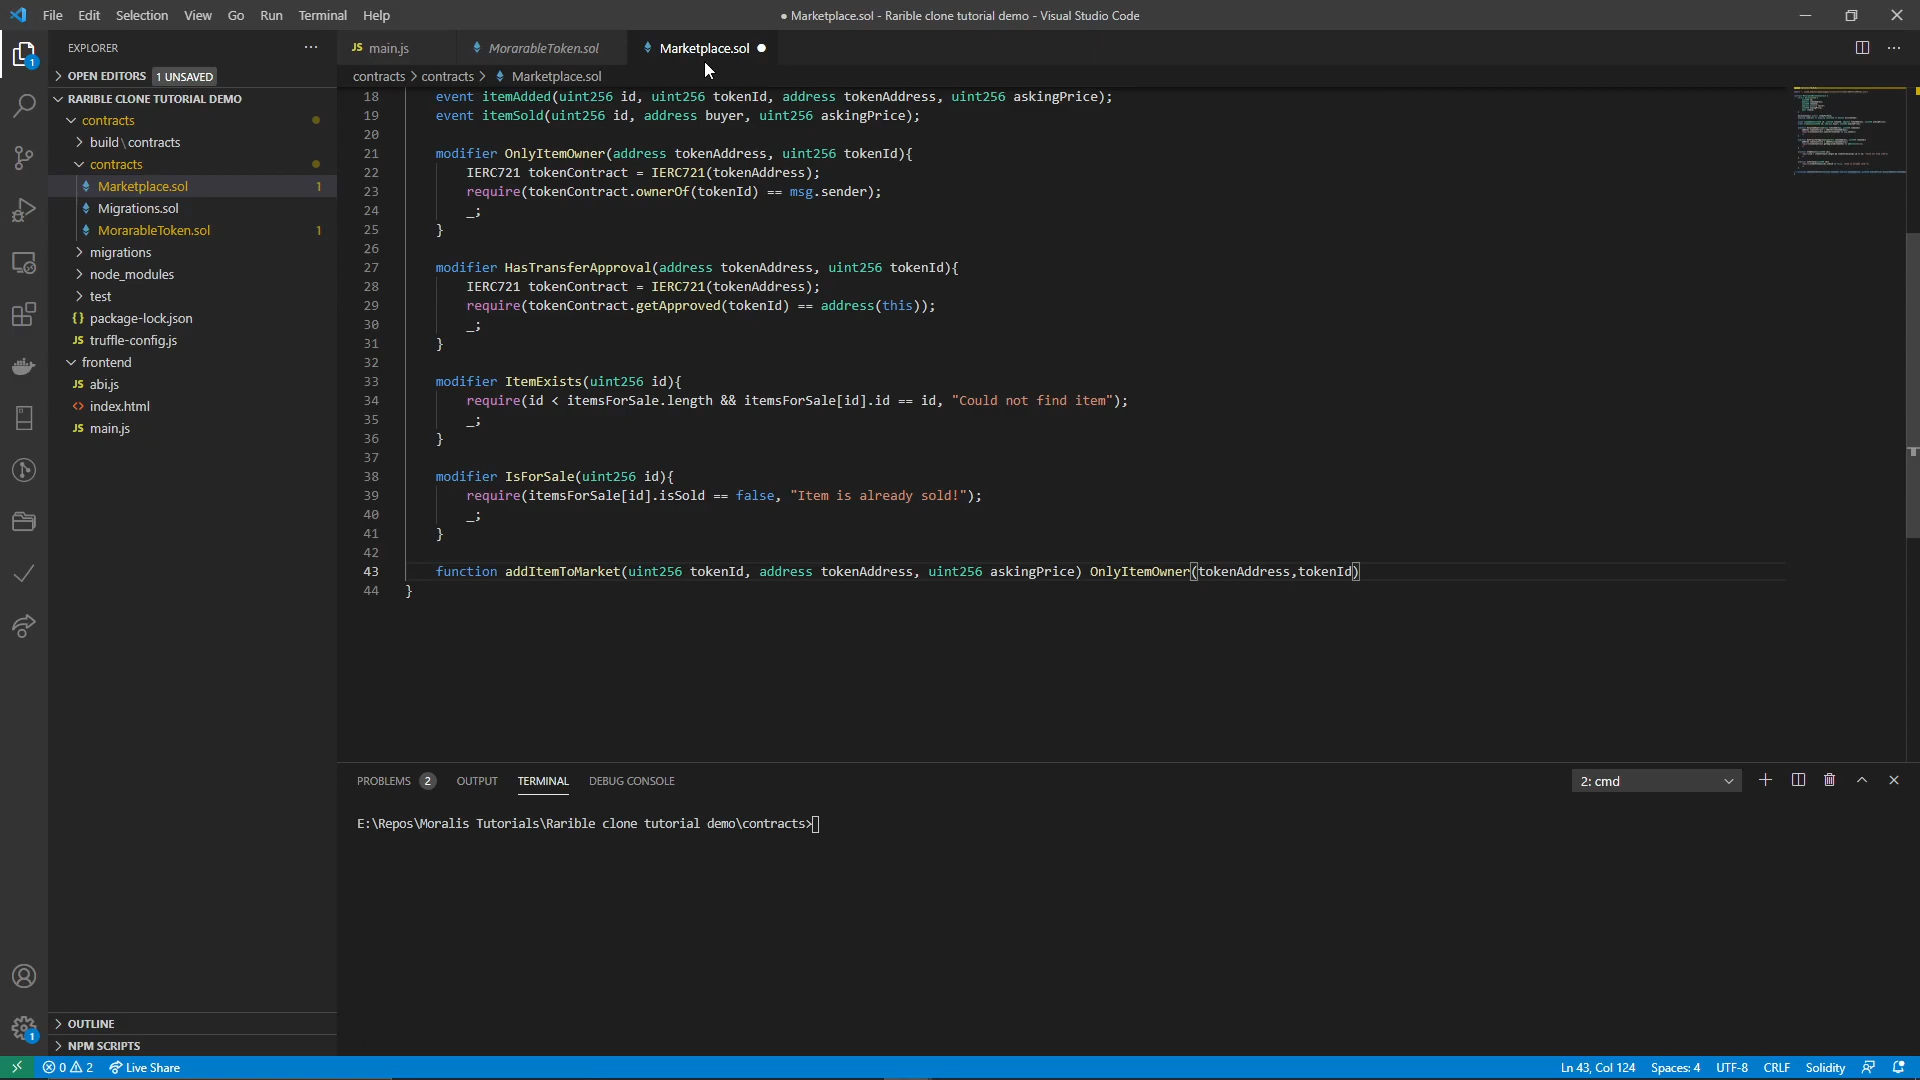 File Edit Selection View Go Run Terminal Help
● Marketplace.sol - Rarible clone tutorial demo - Visual Studio Code
EXPLORER
JS main.js
MorarableToken.sol
Marketplace.sol ●
OPEN EDITORS 1 UNSAVED
contracts > contracts > Marketplace.sol
RARIBLE CLONE TUTORIAL DEMO
contracts
build \ contracts
contracts
Marketplace.sol 1
Migrations.sol
MorarableToken.sol 1
migrations
node_modules
test
{} package-lock.json
JS truffle-config.js
frontend
JS abi.js
<> index.html
JS main.js
18 event itemAdded(uint256 id, uint256 tokenId, address tokenAddress, uint256 askingPrice);
19 event itemSold(uint256 id, address buyer, uint256 askingPrice);
20
21 modifier OnlyItemOwner(address tokenAddress, uint256 tokenId){
22 IERC721 tokenContract = IERC721(tokenAddress);
23 require(tokenContract.ownerOf(tokenId) == msg.sender);
24 _;
25 }
26
27 modifier HasTransferApproval(address tokenAddress, uint256 tokenId){
28 IERC721 tokenContract = IERC721(tokenAddress);
29 require(tokenContract.getApproved(tokenId) == address(this));
30 _;
31 }
32
33 modifier ItemExists(uint256 id){
34 require(id < itemsForSale.length && itemsForSale[id].id == id, "Could not find item");
35 _;
36 }
37
38 modifier IsForSale(uint256 id){
39 require(itemsForSale[id].isSold == false, "Item is already sold!");
40 _;
41 }
42
43 function addItemToMarket(uint256 tokenId, address tokenAddress, uint256 askingPrice) OnlyItemOwner(tokenAddress,tokenId)
44 }
PROBLEMS 2 OUTPUT TERMINAL DEBUG CONSOLE
2: cmd
E:\Repos\Moralis Tutorials\Rarible clone tutorial demo\contracts>
OUTLINE
NPM SCRIPTS
1
1
0 2 Live Share
Ln 43, Col 124 Spaces: 4 UTF-8 CRLF Solidity